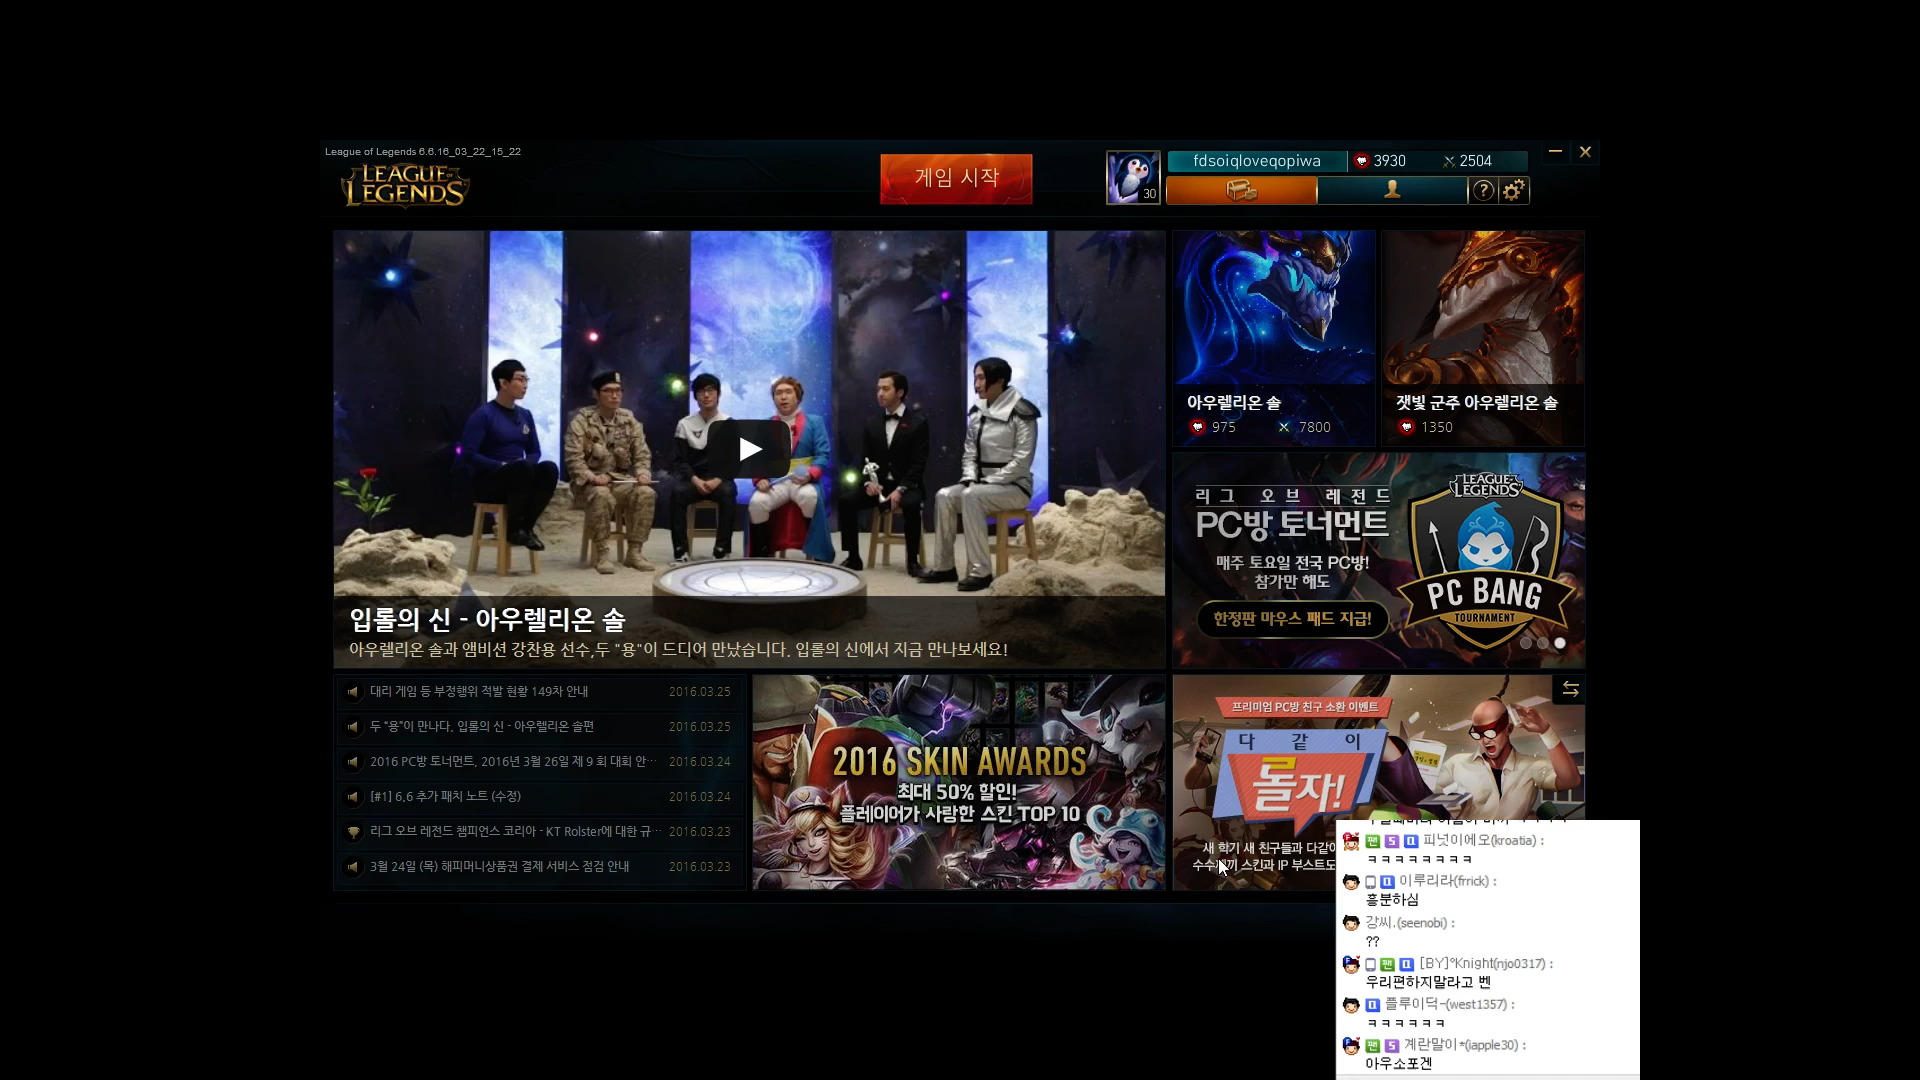 League of Legends 6.6.16_03_22_15_22
LEAGUE OF LEGENDS
게임 시작
30
fdsoiqloveqopiwa
3930
2504
입롤의 신 - 아우렐리온 솔
아우렐리온 솔과 앰비션 강찬용 선수,두 "용"이 드디어 만났습니다. 입롤의 신에서 지금 만나보세요!
아우렐리온 솔
975 7800
잿빛 군주 아우렐리온 솔
1350
리그 오브 레전드
PC방 토너먼트
매주 토요일 전국 PC방!
참가만 해도
한정판 마우스 패드 지급!
LEAGUE OF LEGENDS
PC BANG
TOURNAMENT
대리 게임 등 부정행위 적발 현황 149차 안내 2016.03.25
두 "용"이 만나다. 입롤의 신 - 아우렐리온 솔편 2016.03.25
2016 PC방 토너먼트, 2016년 3월 26일 제 9 회 대회 안… 2016.03.24
[#1] 6.6 추가 패치 노트 (수정) 2016.03.24
리그 오브 레전드 챔피언스 코리아 - KT Rolster에 대한 규… 2016.03.23
3월 24일 (목) 해피머니상품권 결제 서비스 점검 안내 2016.03.23
2016 SKIN AWARDS
최대 50% 할인!
플레이어가 사랑한 스킨 TOP 10
프리미엄 PC방 친구 소환 이벤트
다 같이
롤자!
새 학기 새 친구들과 다같이
스킨과 IP 부스트도
팬 S 피넛이에모(kroatia) :
ㅋㅋㅋㅋㅋㅋㅋㅋ
이루리라(frrick) :
흥분하심
강씨.(seenobi) :
??
팬 [BY]°Knight(njo0317) :
우리편하지말라고 벤
플루이덕-(west1357) :
ㅋㅋㅋㅋㅋㅋ
팬 S 계란말이*(iapple30) :
아우소포겐